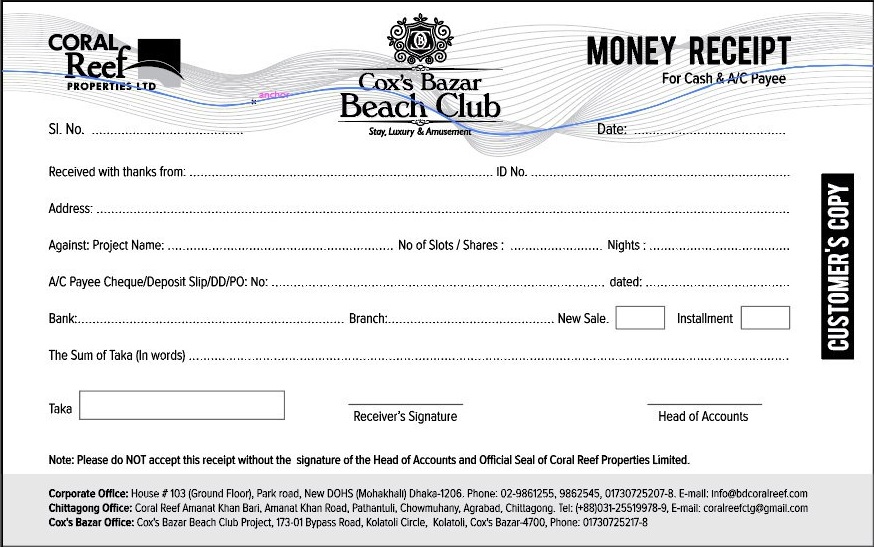 CORAL
Reef
PROPERTIES LTD
Cox's Bazar
Beach Club
Stay, Luxury & Amusement
MONEY RECEIPT
For Cash & A/C Payee
anchor
Sl. No. ........................................ Date: ........................................
Received with thanks from: ........................................ ID No. ........................................
Address: ........................................
Against: Project Name: ........................................ No of Slots / Shares : ........................ Nights : ........................................
A/C Payee Cheque/Deposit Slip/DD/PO: No: ........................................ dated: ........................................
Bank:........................................ Branch:........................................ New Sale. Installment
The Sum of Taka (In words) ........................................
Taka
Receiver's Signature
Head of Accounts
CUSTOMER'S COPY
Note: Please do NOT accept this receipt without the signature of the Head of Accounts and Official Seal of Coral Reef Properties Limited.
Corporate Office: House # 103 (Ground Floor), Park road, New DOHS (Mohakhali) Dhaka-1206. Phone: 02-9861255, 9862545, 01730725207-8. E-mail: info@bdcoralreef.com
Chittagong Office: Coral Reef Amanat Khan Bari, Amanat Khan Road, Pathantuli, Chowmuhany, Agrabad, Chittagong. Tel: (+88)031-25519978-9, E-mail: coralreefctg@gmail.com
Cox's Bazar Office: Cox's Bazar Beach Club Project, 173-01 Bypass Road, Kolatoli Circle, Kolatoli, Cox's Bazar-4700, Phone: 01730725217-8